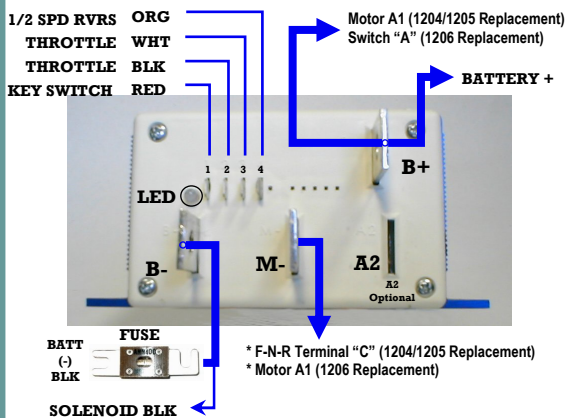 1/2 SPD RVRS ORG
THROTTLE WHT
THROTTLE BLK
KEY SWITCH RED
Motor A1 (1204/1205 Replacement)
Switch “A” (1206 Replacement)
BATTERY +
1 2 3 4
B+
LED
B-
M-
A2
A2
Optional
FUSE
BATT
(-)
BLK
* F-N-R Terminal “C” (1204/1205 Replacement)
* Motor A1 (1206 Replacement)
SOLENOID BLK